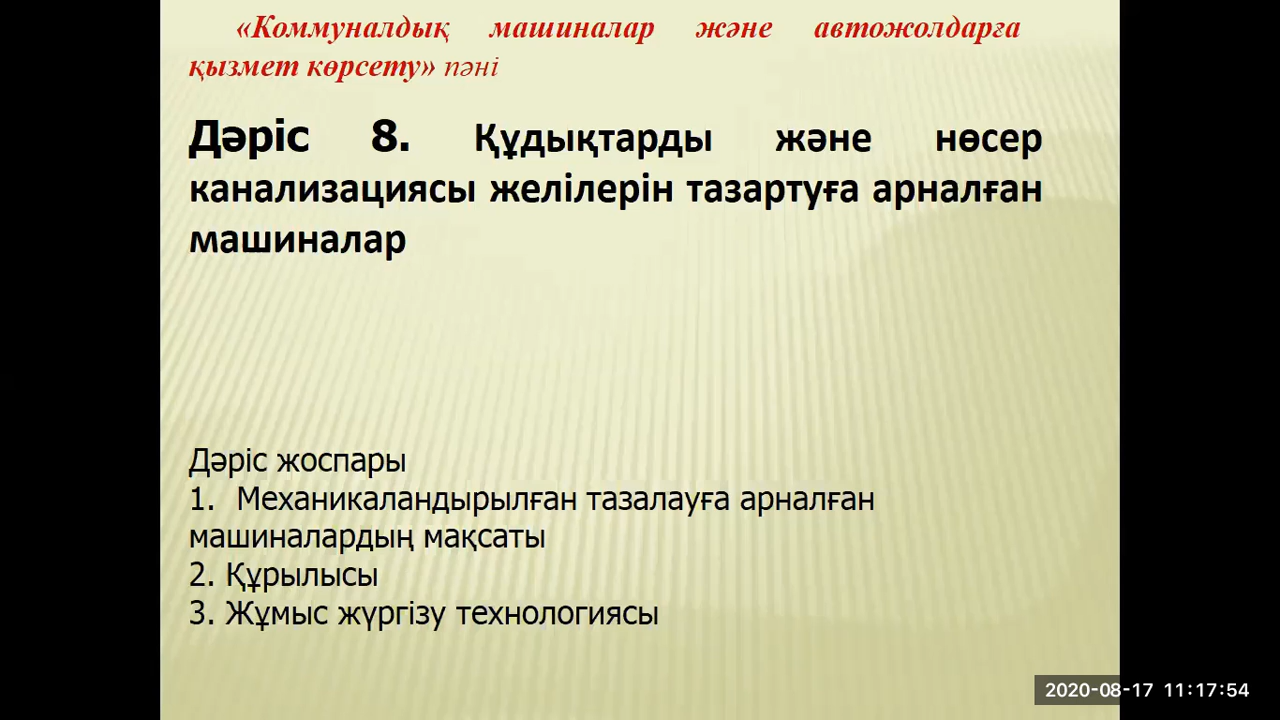 «Коммуналдық машиналар және автожолдарға
қызмет көрсету» пәні
Дәріс 8. Құдықтарды және нөсер
канализациясы желілерін тазартуға арналған
машиналар
Дәріс жоспары
1. Механикаландырылған тазалауға арналған
машиналардың мақсаты
2. Құрылысы
3. Жұмыс жүргізу технологиясы
2020-08-17 11:17:54